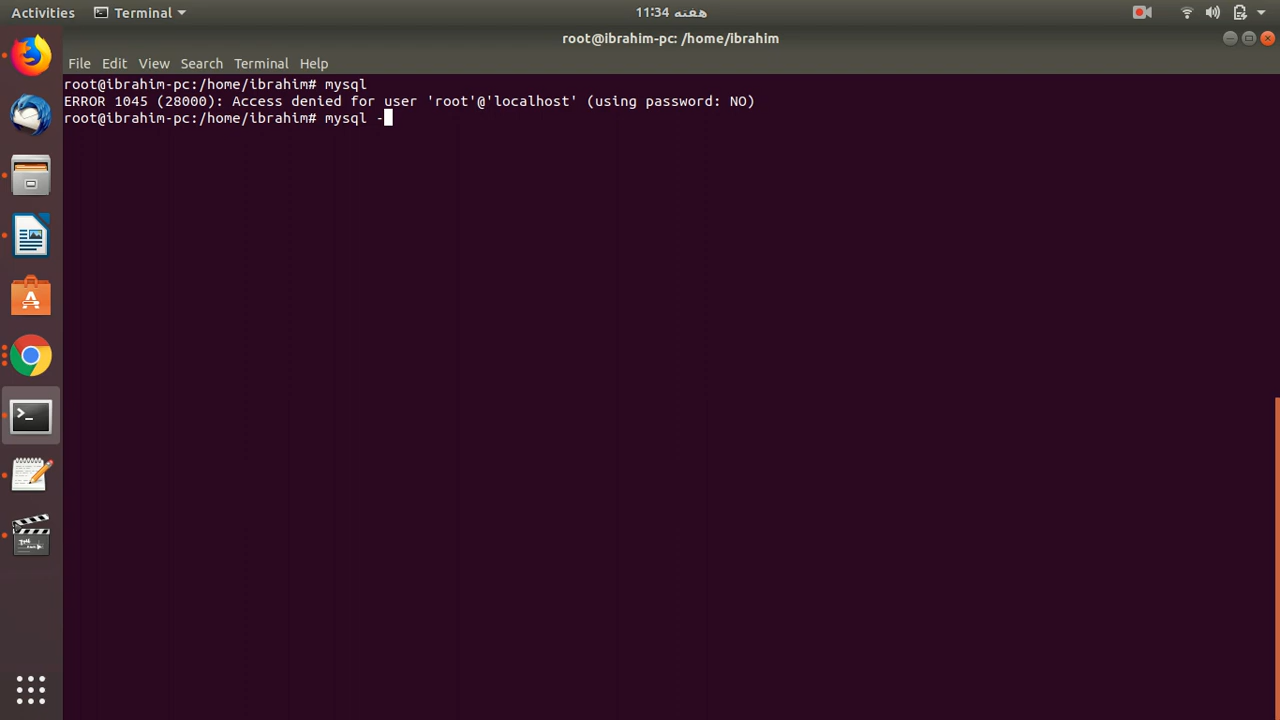 Activities Terminal هفته 11:34
root@ibrahim-pc: /home/ibrahim
File Edit View Search Terminal Help
root@ibrahim-pc:/home/ibrahim# mysql
ERROR 1045 (28000): Access denied for user 'root'@'localhost' (using password: NO)
root@ibrahim-pc:/home/ibrahim# mysql -